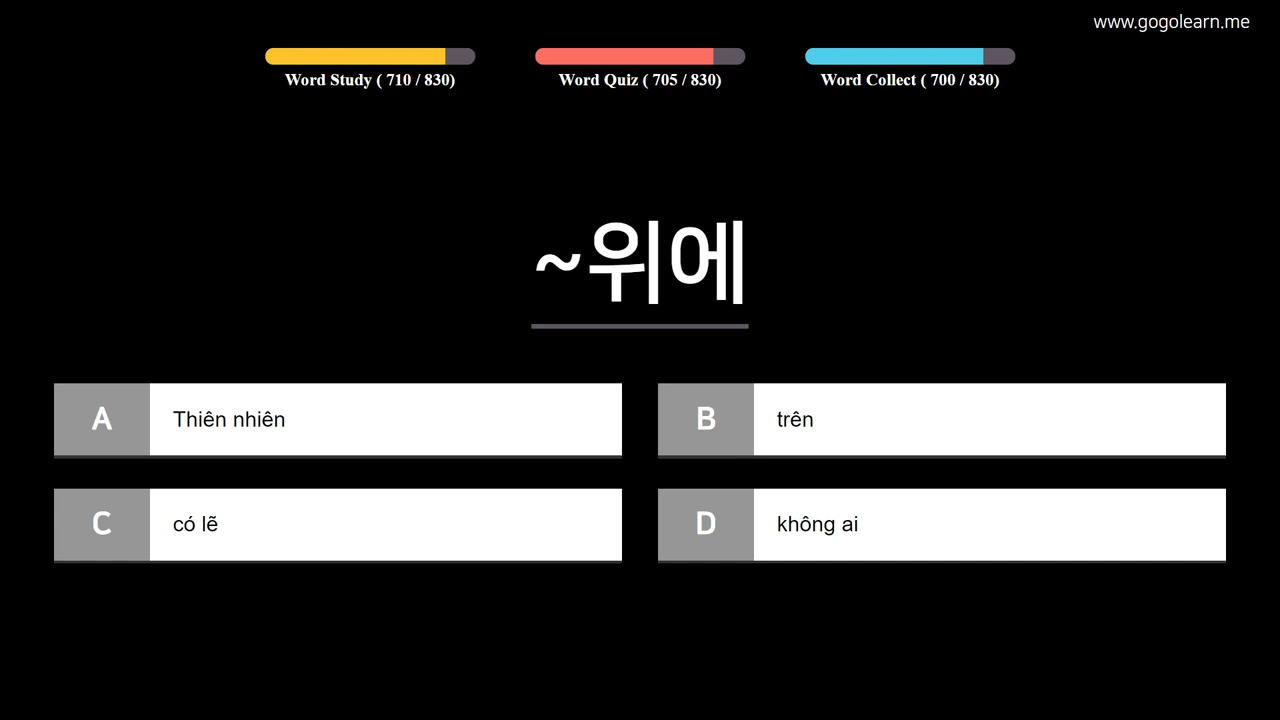 www.gogolearn.me
Word Study ( 710 / 830)
Word Quiz ( 705 / 830)
Word Collect ( 700 / 830)
~위에
A Thiên nhiên
B trên
C có lẽ
D không ai